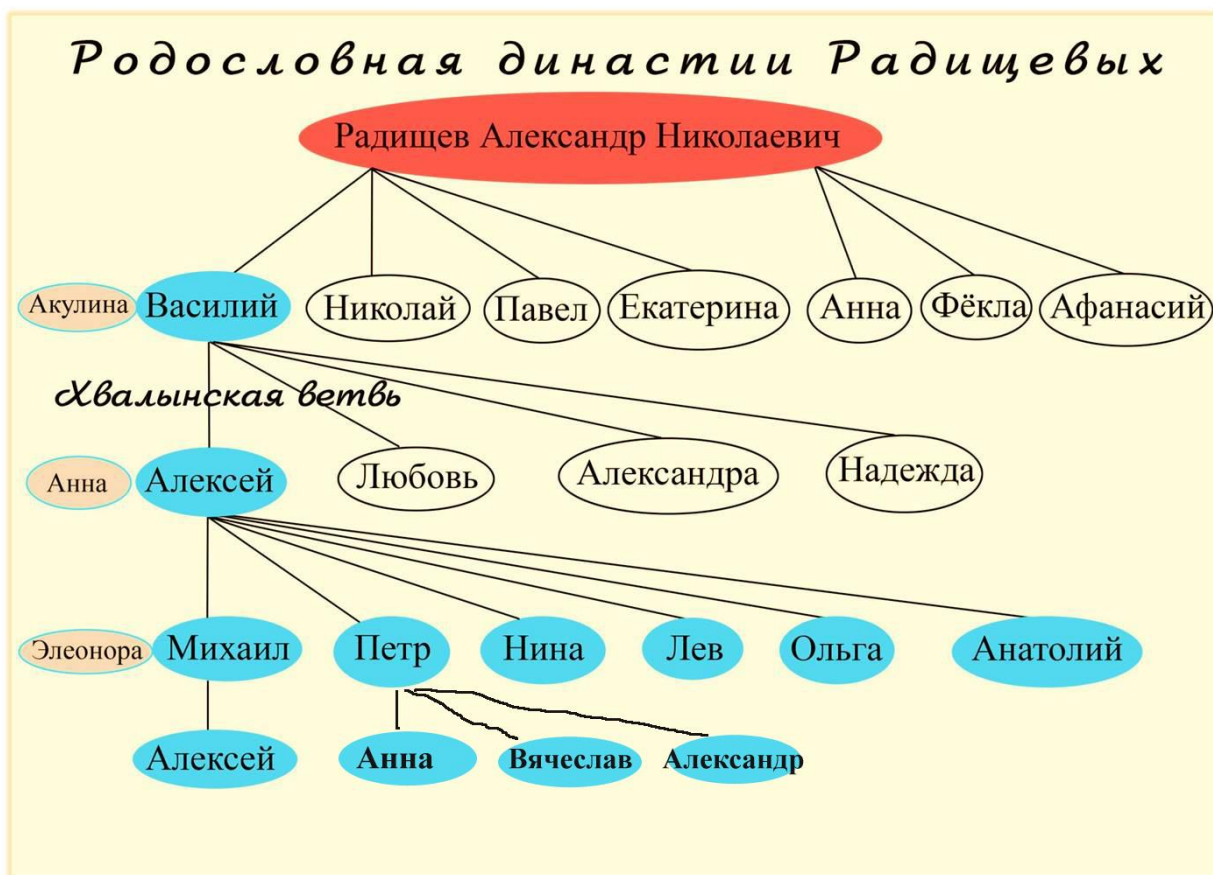 Родословная династии Радищевых
Радищев Александр Николаевич
Акулина Василий Николай Павел Екатерина Анна Фёкла Афанасий
Хвалынская ветвь
Анна Алексей Любовь Александра Надежда
Элеонора Михаил Петр Нина Лев Ольга Анатолий
Алексей Анна Вячеслав Александр